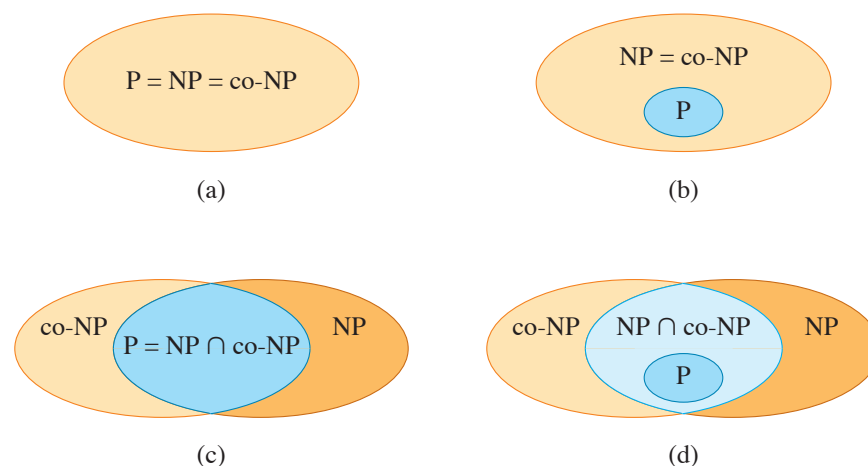 P = NP = co-NP
(a)
NP = co-NP
P
(b)
co-NP
P = NP ∩ co-NP
NP
(c)
co-NP
NP ∩ co-NP
NP
P
(d)